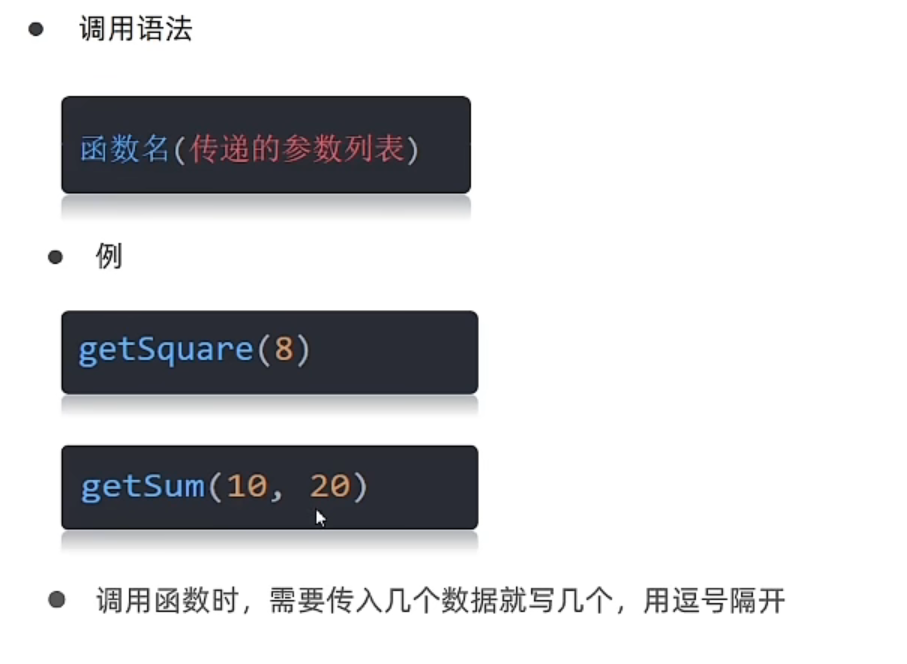 调用语法
函数名(传递的参数列表)
例
getSquare(8)
getSum(10, 20)
调用函数时，需要传入几个数据就写几个，用逗号隔开